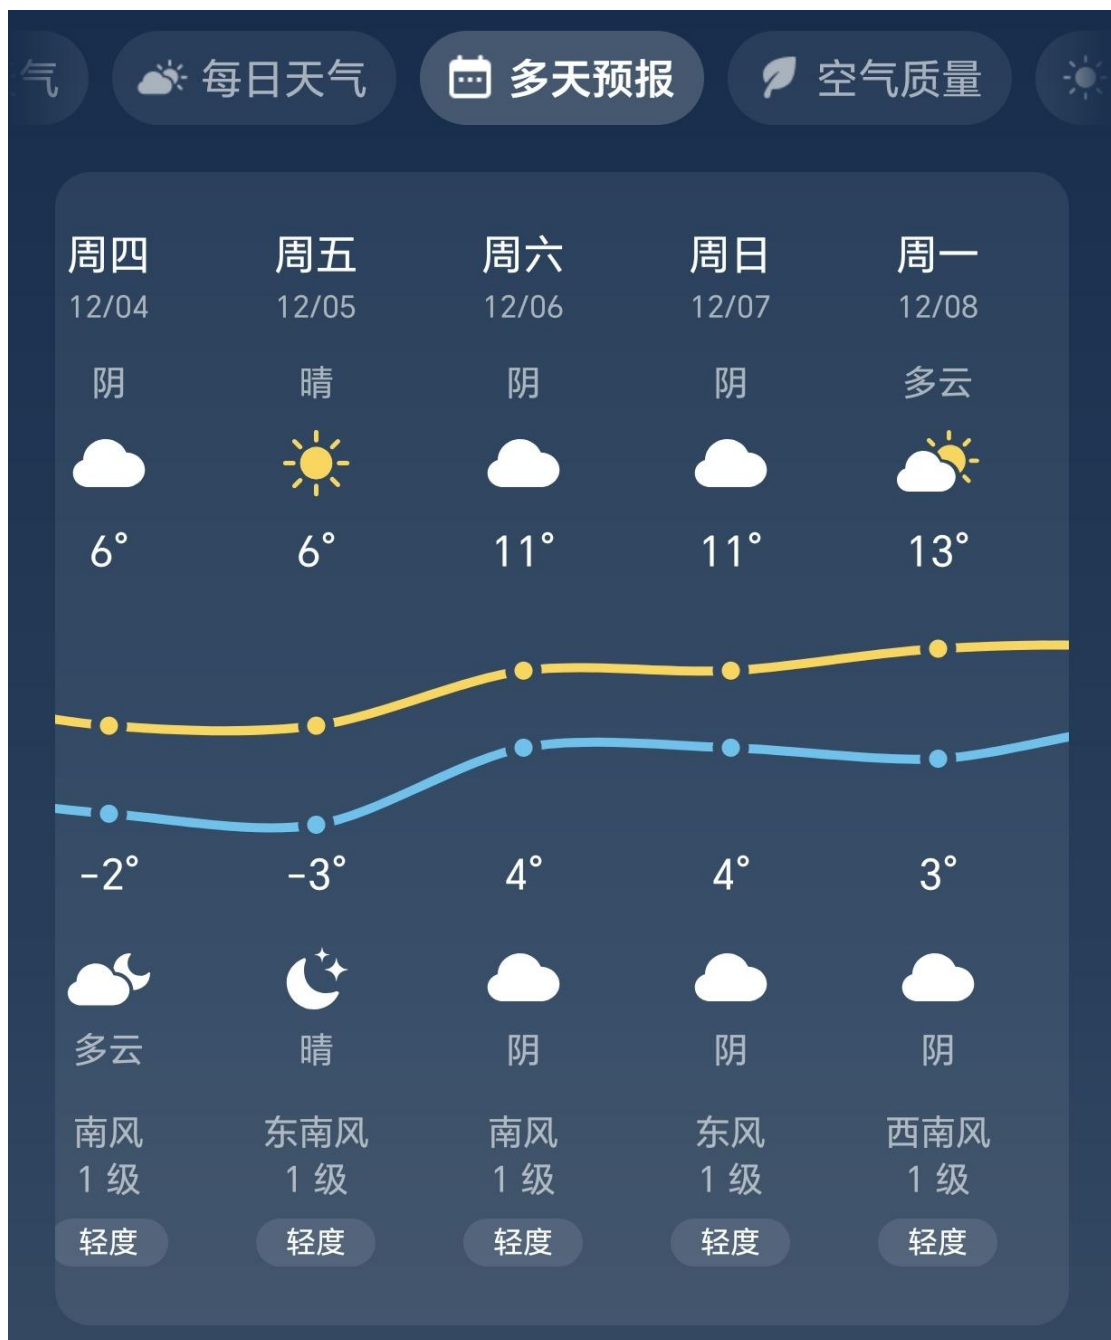 气 每日天气 多天预报 空气质量
周四 周五 周六 周日 周一
12/04 12/05 12/06 12/07 12/08
阴 晴 阴 阴 多云
6° 6° 11° 11° 13°
-2° -3° 4° 4° 3°
多云 晴 阴 阴 阴
南风 东南风 南风 东风 西南风
1 级 1 级 1 级 1 级 1 级
轻度 轻度 轻度 轻度 轻度